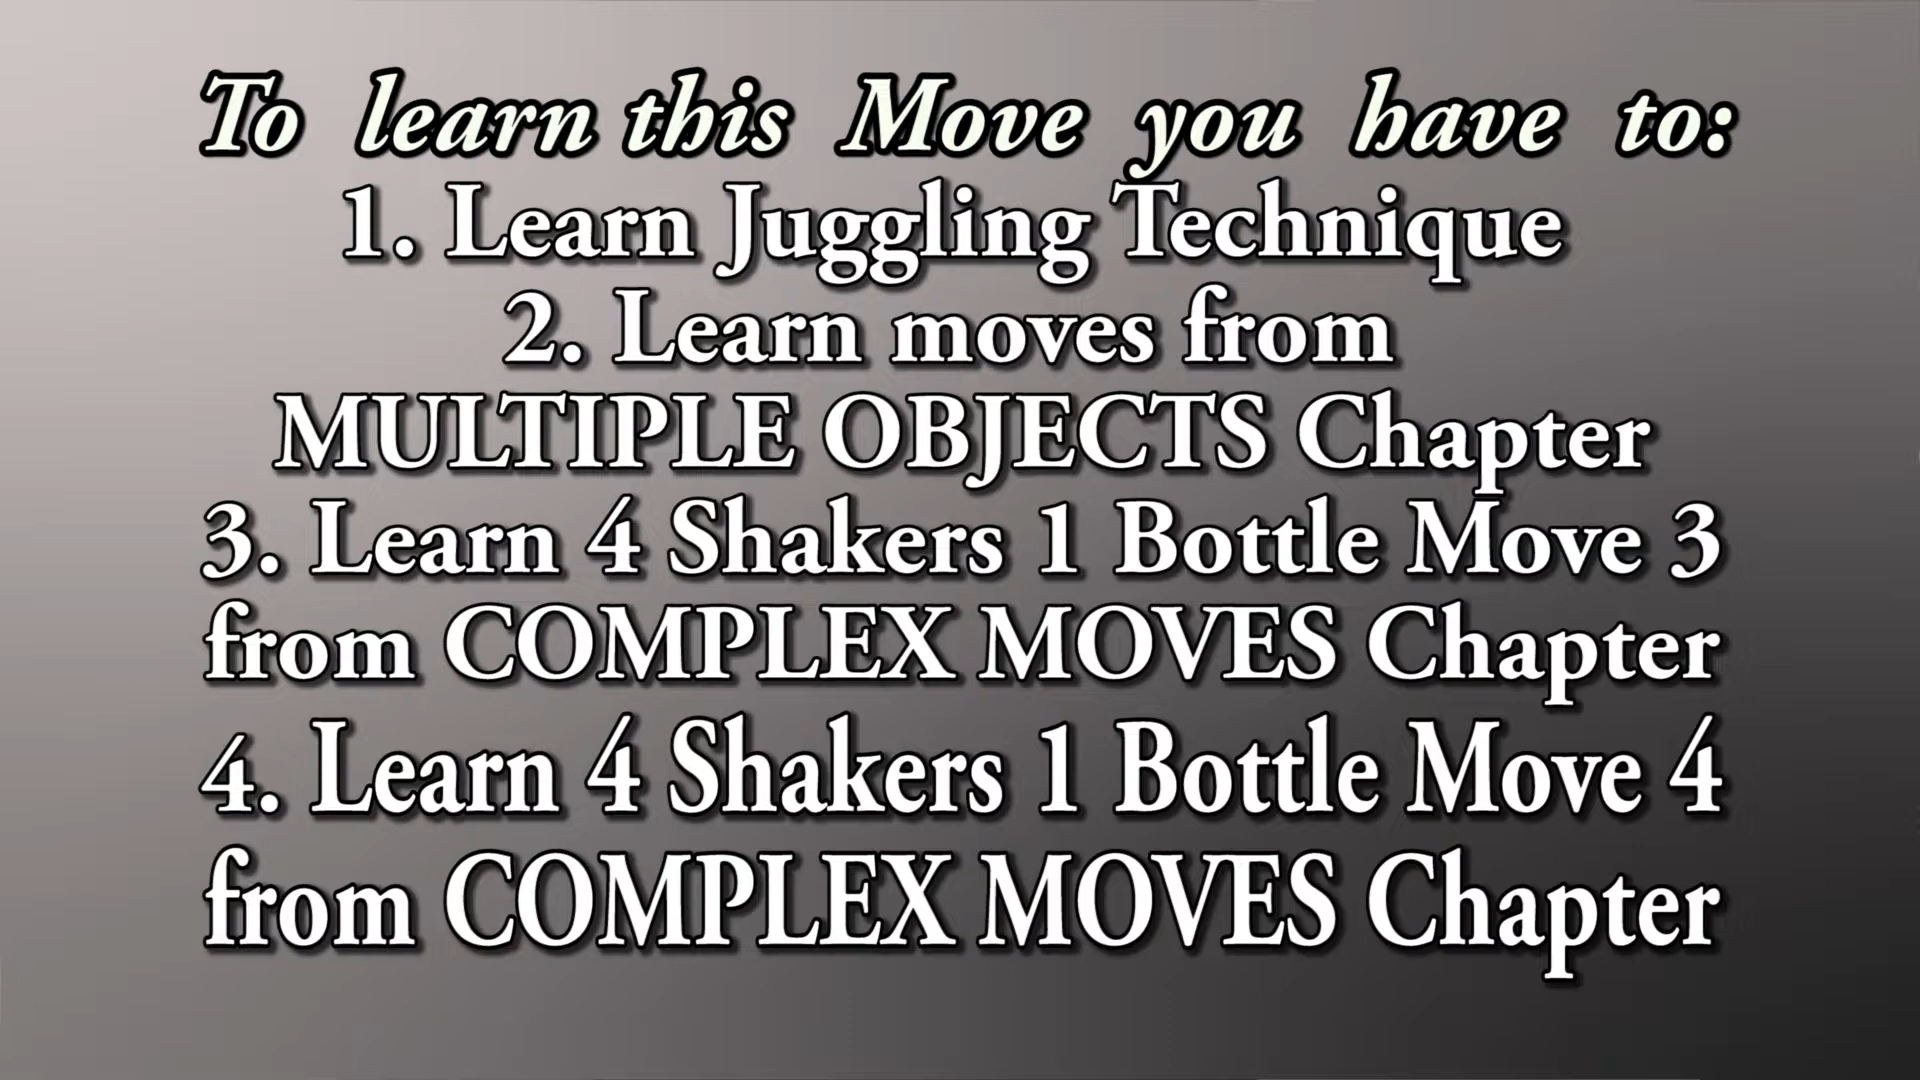 To learn this Move you have to:
1. Learn Juggling Technique
2. Learn moves from
MULTIPLE OBJECTS Chapter
3. Learn 4 Shakers 1 Bottle Move 3
from COMPLEX MOVES Chapter
4. Learn 4 Shakers 1 Bottle Move 4
from COMPLEX MOVES Chapter